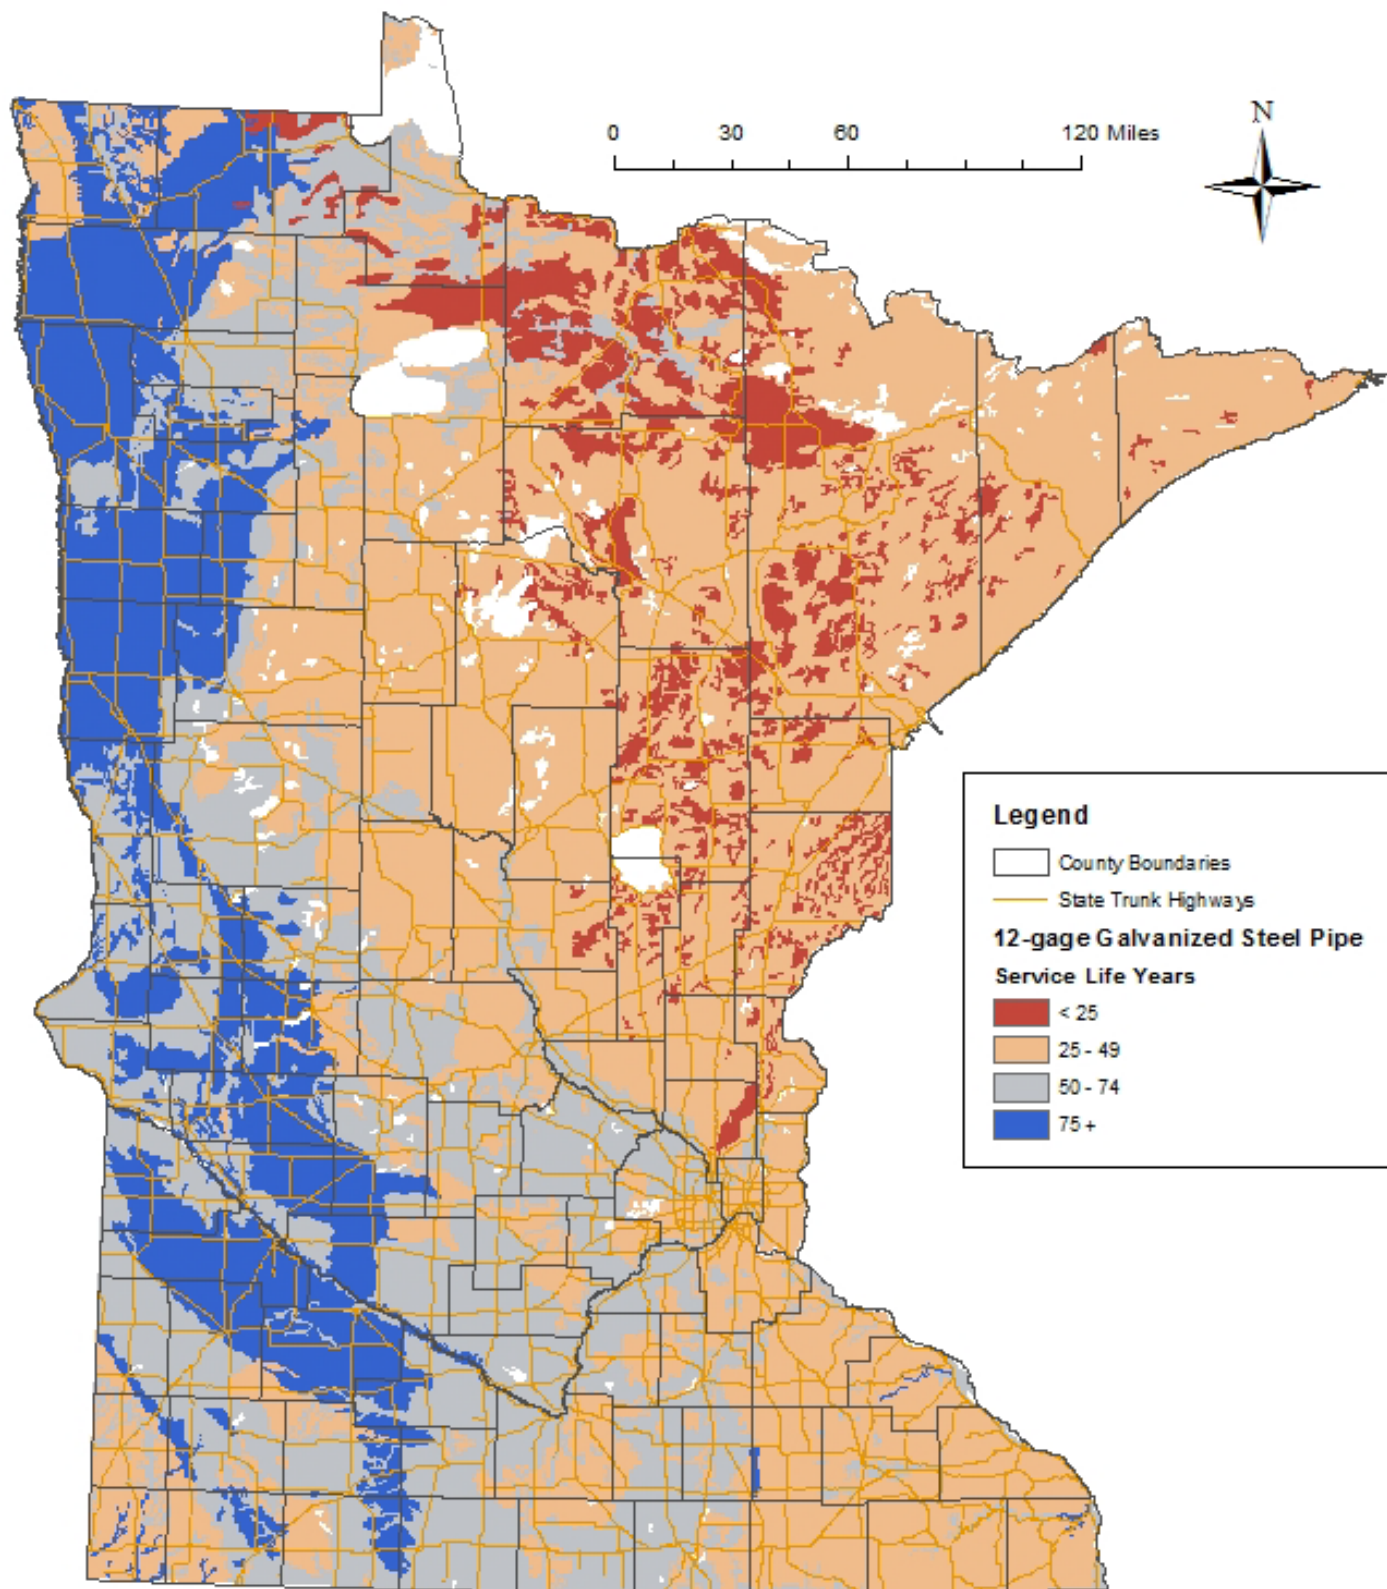 N
0 30 60 120 Miles
Legend
County Boundaries
State Trunk Highways
12-gage Galvanized Steel Pipe
Service Life Years
< 25
25 - 49
50 - 74
75 +